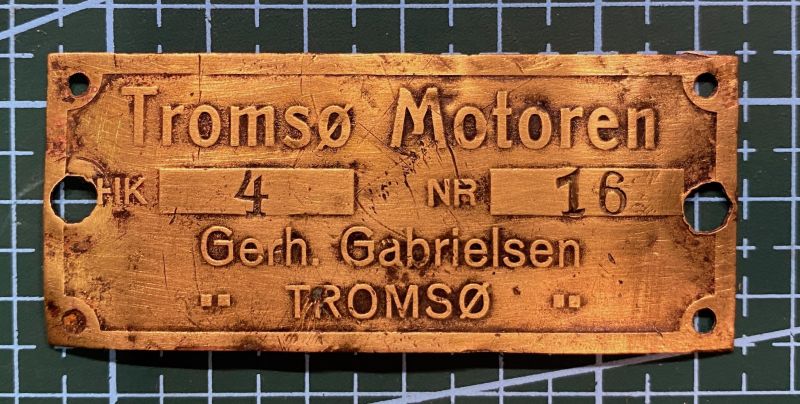 Tromsø Motoren
HK 4 NR 16
Gerh. Gabrielsen
TROMSØ